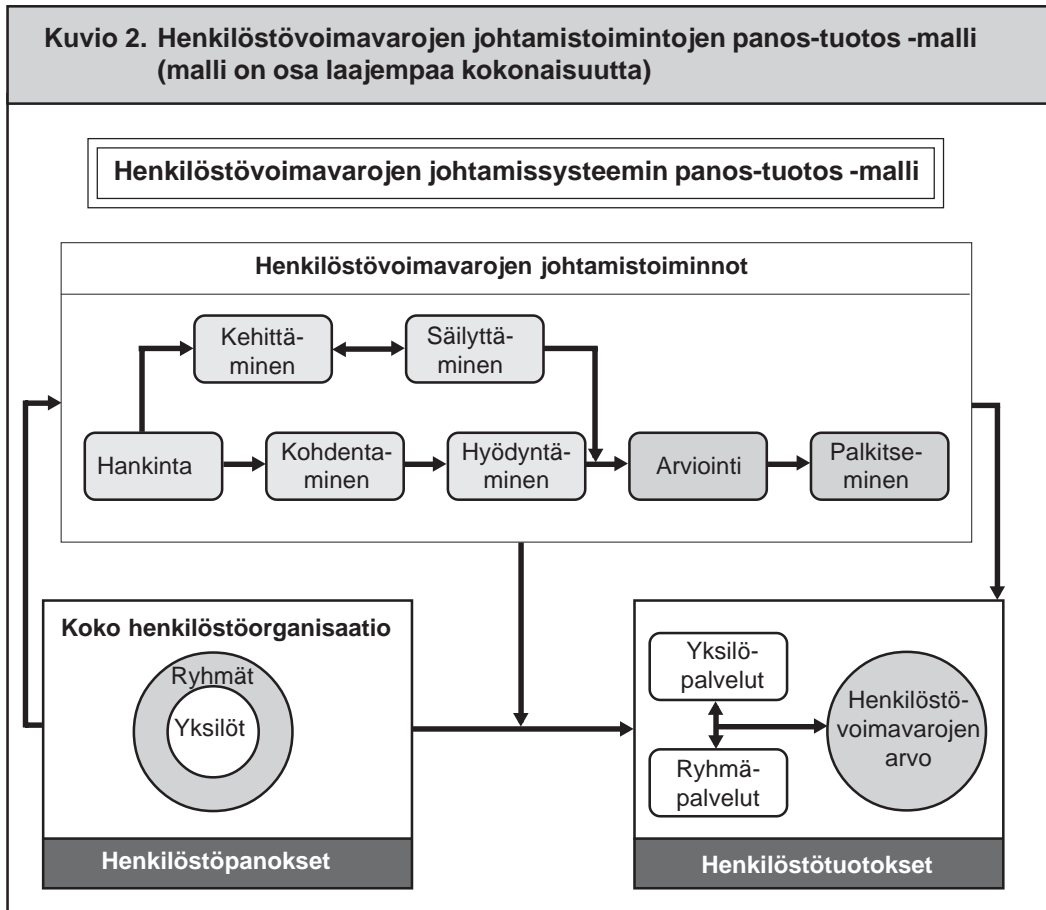 Kuvio 2. Henkilöstövoimavarojen johtamistoimintojen panos-tuotos -malli
(malli on osa laajempaa kokonaisuutta)
Henkilöstövoimavarojen johtamissysteemin panos-tuotos -malli
Henkilöstövoimavarojen johtamistoiminnot
Kehittä-
minen
Säilyttä-
minen
Hankinta
Kohdenta-
minen
Hyödyntä-
minen
Arviointi
Palkitse-
minen
Koko henkilöstöorganisaatio
Ryhmät
Yksilöt
Henkilöstöpanokset
Yksilö-
palvelut
Ryhmä-
palvelut
Henkilöstö-
voimavarojen
arvo
Henkilöstötuotokset